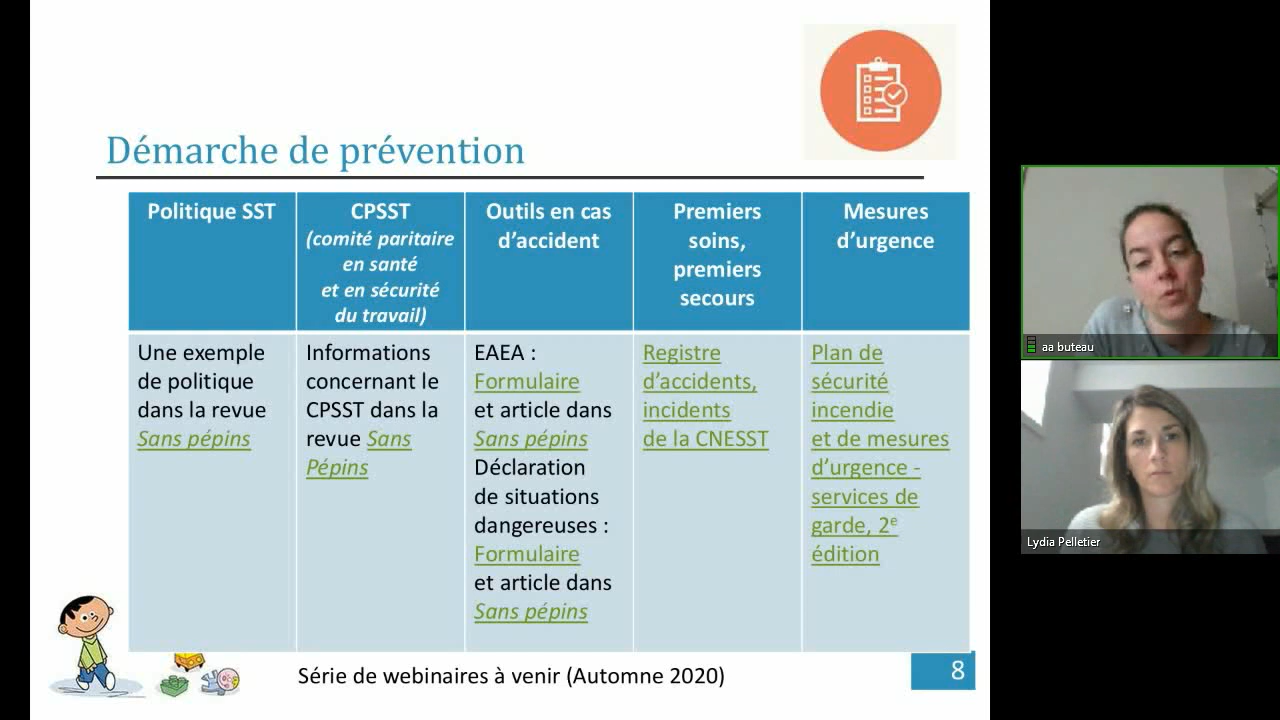 Démarche de prévention
Politique SST
CPSST
(comité paritaire
en santé
et en sécurité
du travail)
Outils en cas
d'accident
Premiers
soins,
premiers
secours
Mesures
d'urgence
Une exemple
de politique
dans la revue
Sans pépins
Informations
concernant le
CPSST dans la
revue Sans
Pépins
EAEA :
Formulaire
et article dans
Sans pépins
Déclaration
de situations
dangereuses :
Formulaire
et article dans
Sans pépins
Registre
d'accidents,
incidents
de la CNESST
Plan de
sécurité
incendie
et de mesures
d'urgence -
services de
garde, 2e
édition
Série de webinaires à venir (Automne 2020)
8
aa buteau
Lydia Pelletier